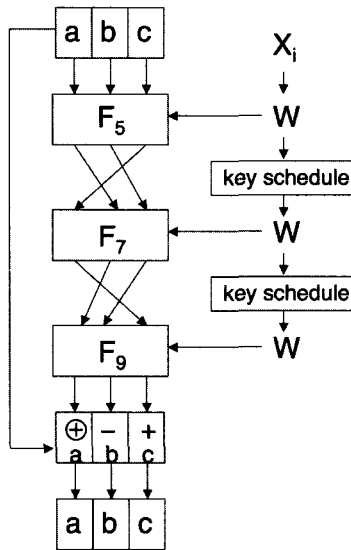 a b c
X_i
F_5
W
key schedule
F_7
W
key schedule
F_9
W
⊕ − +
a b c
a b c